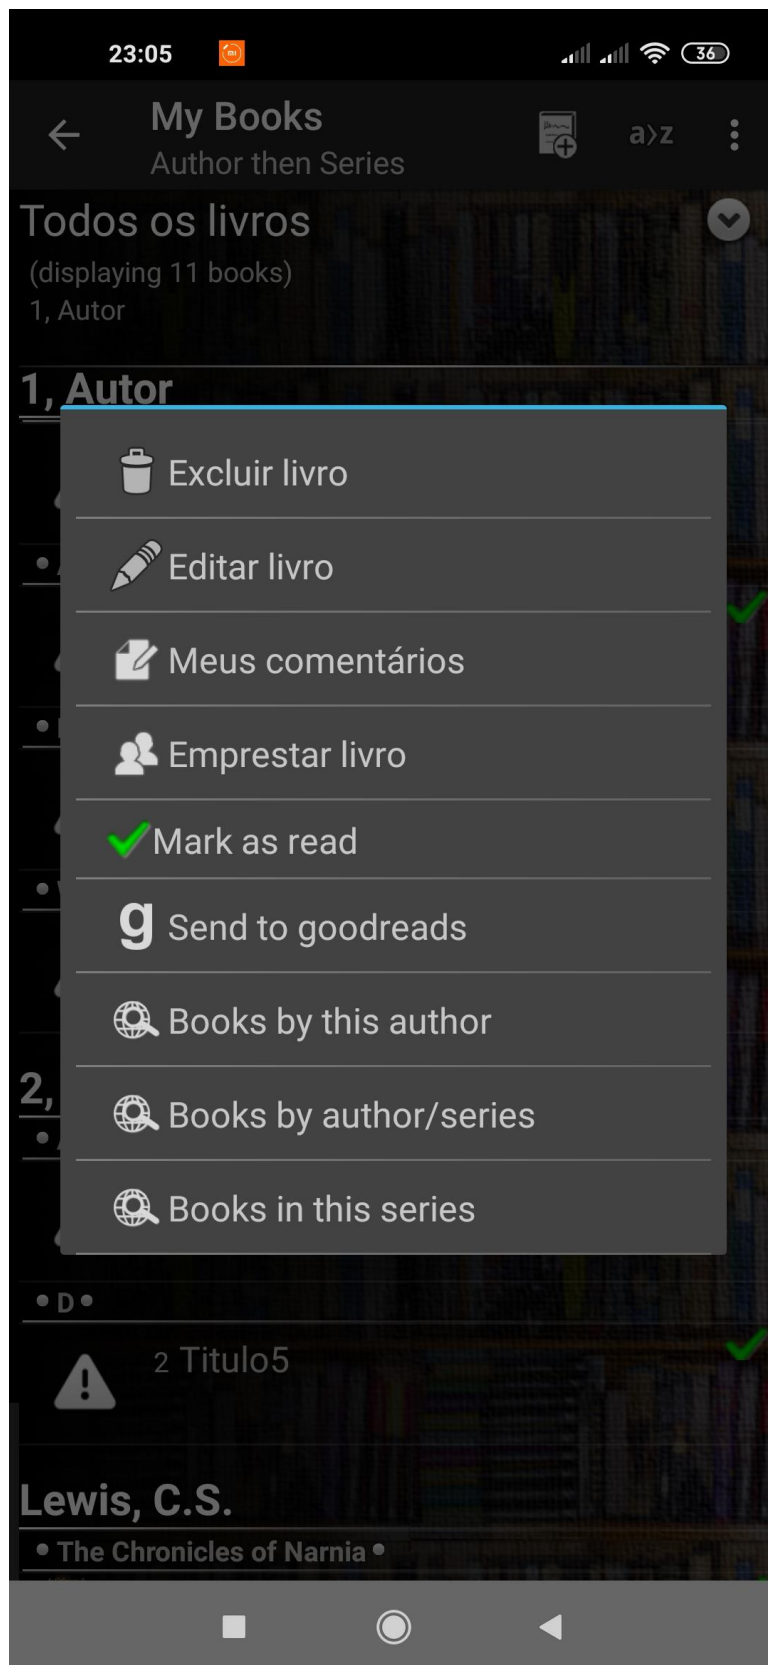 23:05
36
My Books
Author then Series
a>z
Todos os livros
(displaying 11 books)
1, Autor
1, Autor
Excluir livro
Editar livro
Meus comentários
Emprestar livro
Mark as read
g Send to goodreads
Books by this author
2,
Books by author/series
Books in this series
• D •
2 Titulo5
Lewis, C.S.
• The Chronicles of Narnia •